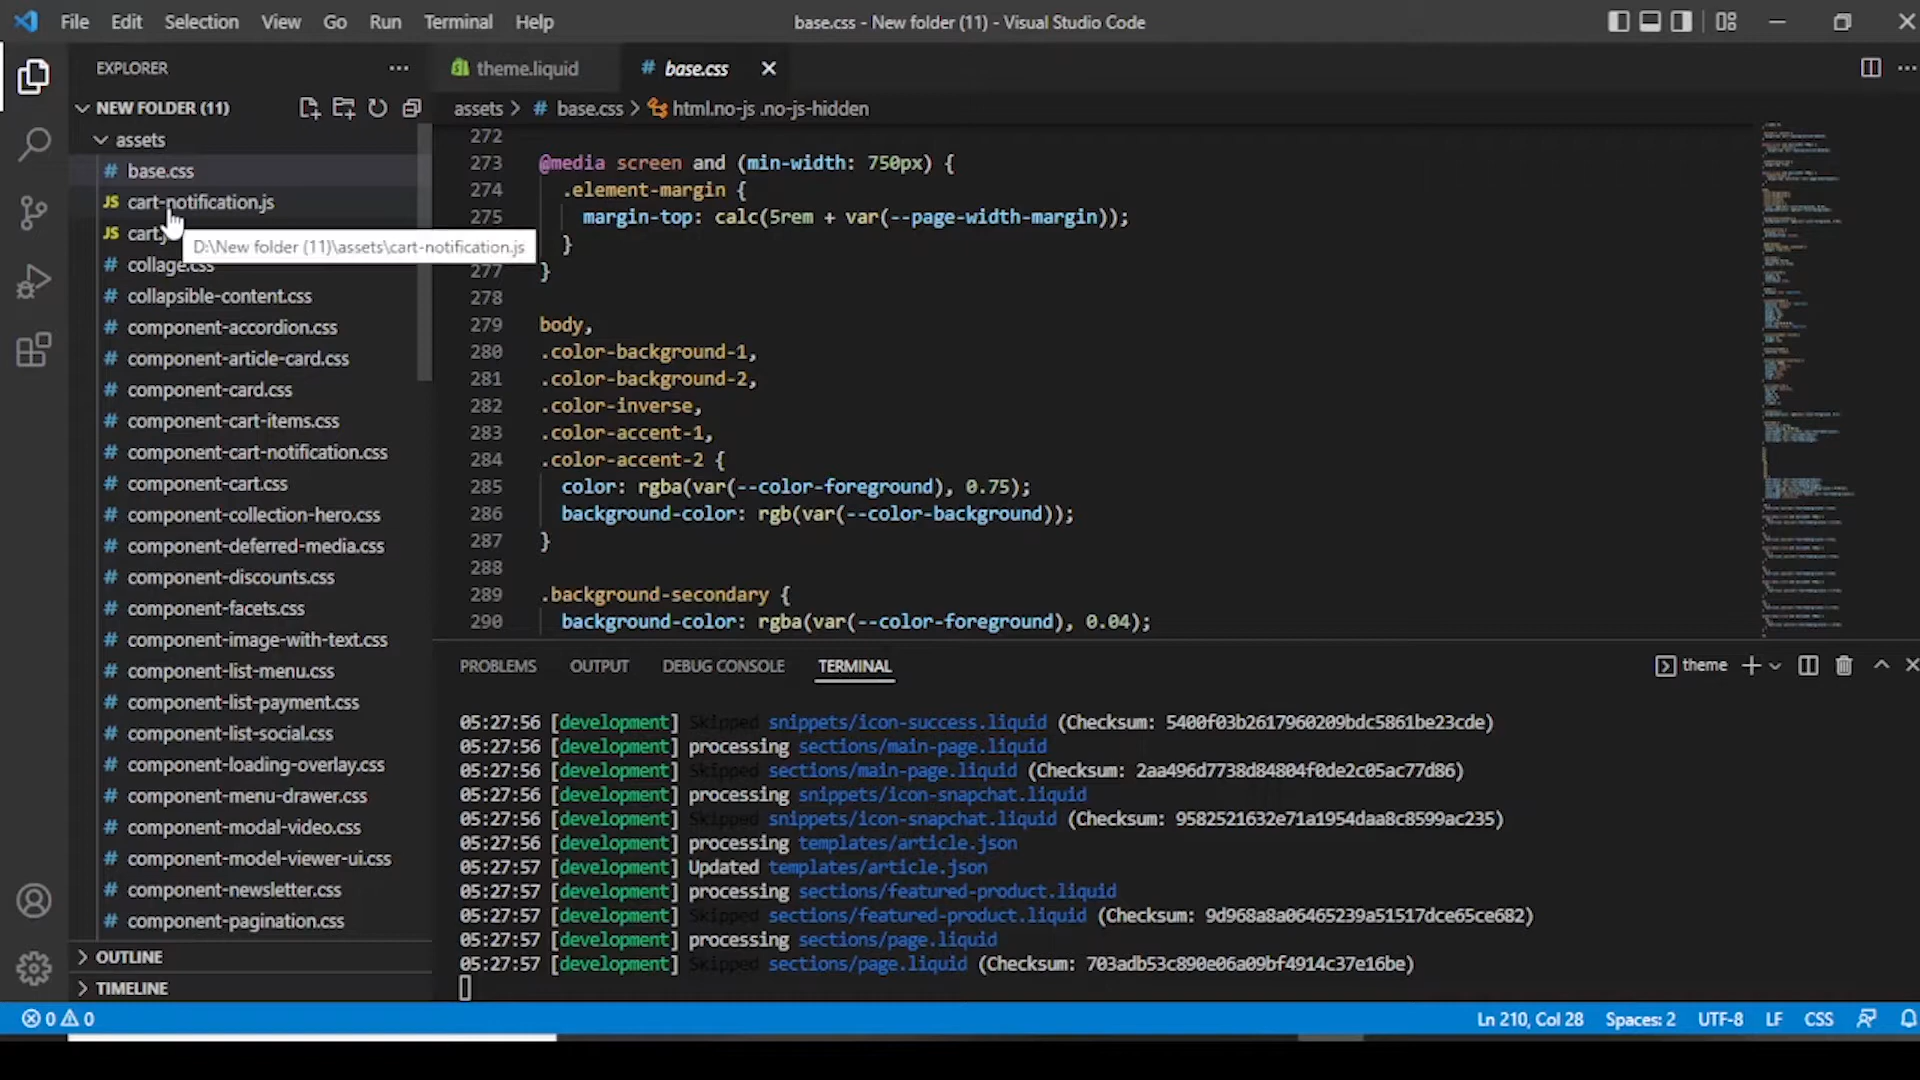 File Edit Selection View Go Run Terminal Help
base.css - New folder (11) - Visual Studio Code
EXPLORER
NEW FOLDER (11)
assets
# base.css
JS cart-notification.js
JS cart.j
D:\New folder (11)\assets\cart-notification.js
# collage.css
# collapsible-content.css
# component-accordion.css
# component-article-card.css
# component-card.css
# component-cart-items.css
# component-cart-notification.css
# component-cart.css
# component-collection-hero.css
# component-deferred-media.css
# component-discounts.css
# component-facets.css
# component-image-with-text.css
# component-list-menu.css
# component-list-payment.css
# component-list-social.css
# component-loading-overlay.css
# component-menu-drawer.css
# component-modal-video.css
# component-model-viewer-ui.css
# component-newsletter.css
# component-pagination.css
OUTLINE
TIMELINE
theme.liquid # base.css
assets > # base.css > html.no-js .no-js-hidden
272
273 @media screen and (min-width: 750px) {
274 .element-margin {
275 margin-top: calc(5rem + var(--page-width-margin));
}
277 }
278
279 body,
280 .color-background-1,
281 .color-background-2,
282 .color-inverse,
283 .color-accent-1,
284 .color-accent-2 {
285 color: rgba(var(--color-foreground), 0.75);
286 background-color: rgb(var(--color-background));
287 }
288
289 .background-secondary {
290 background-color: rgba(var(--color-foreground), 0.04);
PROBLEMS OUTPUT DEBUG CONSOLE TERMINAL
theme
05:27:56 [development] Skipped snippets/icon-success.liquid (Checksum: 5400f03b2617960209bdc5861be23cde)
05:27:56 [development] processing sections/main-page.liquid
05:27:56 [development] Skipped sections/main-page.liquid (Checksum: 2aa496d7738d84804f0de2c05ac77d86)
05:27:56 [development] processing snippets/icon-snapchat.liquid
05:27:56 [development] Skipped snippets/icon-snapchat.liquid (Checksum: 9582521632e71a1954daa8c8599ac235)
05:27:56 [development] processing templates/article.json
05:27:57 [development] Updated templates/article.json
05:27:57 [development] processing sections/featured-product.liquid
05:27:57 [development] Skipped sections/featured-product.liquid (Checksum: 9d968a8a06465239a51517dce65ce682)
05:27:57 [development] processing sections/page.liquid
05:27:57 [development] Skipped sections/page.liquid (Checksum: 703adb53c890e06a09bf4914c37e16be)
0 0
Ln 210, Col 28 Spaces: 2 UTF-8 LF CSS